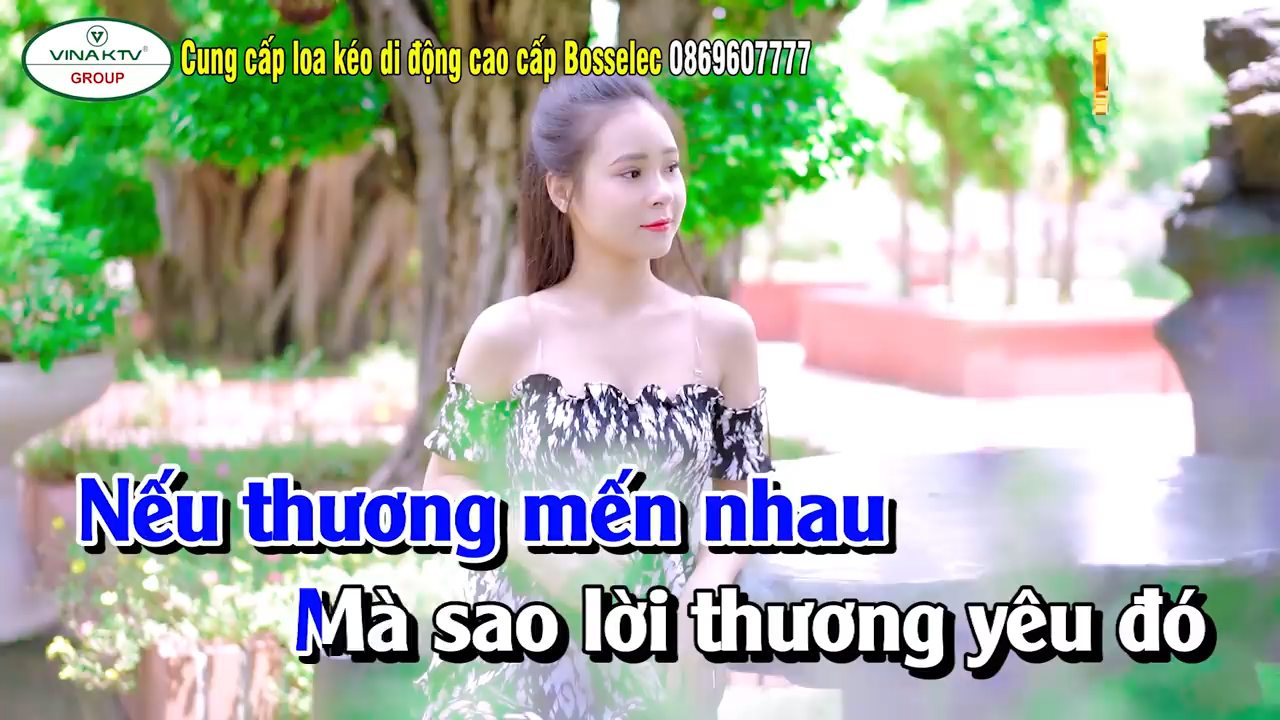 VINAKTV®
GROUP
Cung cấp loa kéo di động cao cấp Bosselec 0869607777
Nếu thương mến nhau
Mà sao lời thương yêu đó